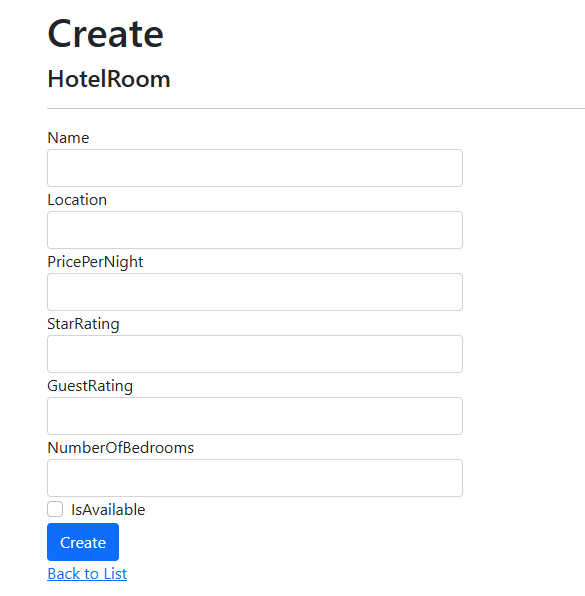 Create
HotelRoom
Name
Location
PricePerNight
StarRating
GuestRating
NumberOfBedrooms
IsAvailable
Create
Back to List